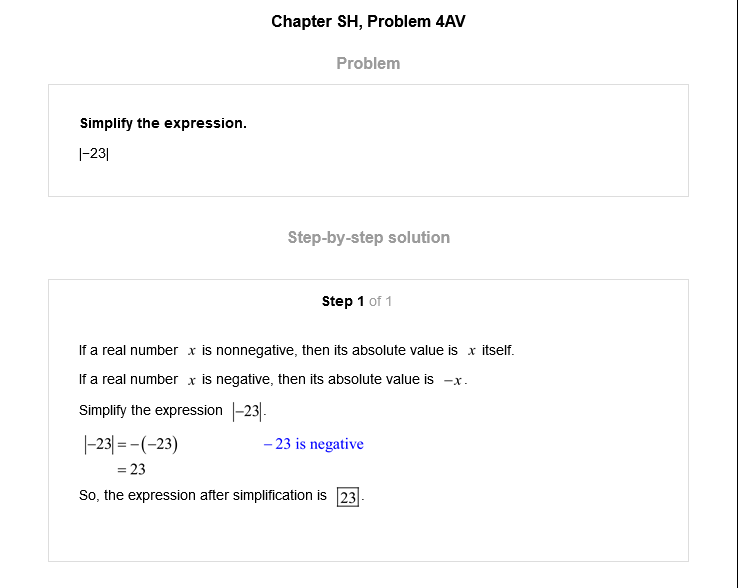 Chapter SH, Problem 4AV
Problem
Simplify the expression.
|−23|
Step-by-step solution
Step 1 of 1
If a real number x is nonnegative, then its absolute value is x itself.
If a real number x is negative, then its absolute value is −x.
Simplify the expression |−23|.
|−23| = −(−23) −23 is negative
= 23
So, the expression after simplification is 23.